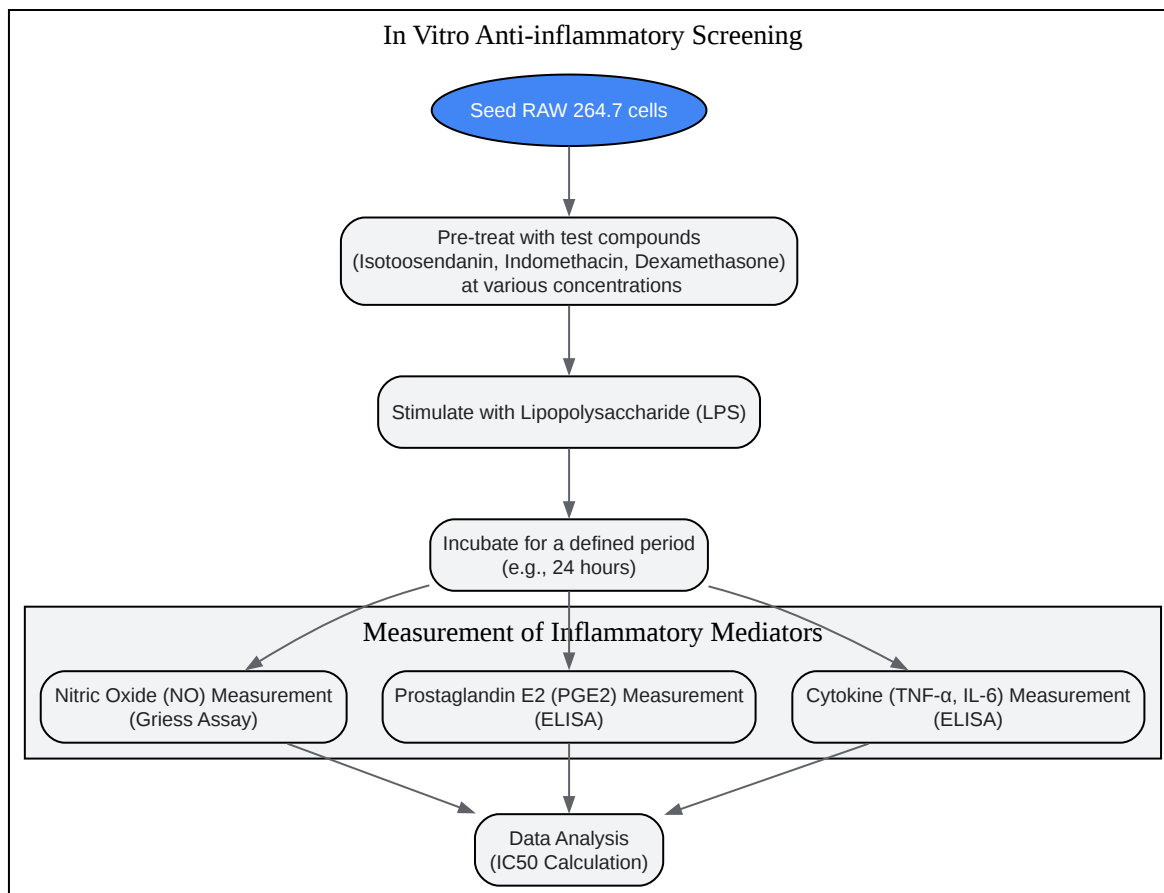 In Vitro Anti-inflammatory Screening
Seed RAW 264.7 cells
Pre-treat with test compounds
(Isotoosendanin, Indomethacin, Dexamethasone)
at various concentrations
Stimulate with Lipopolysaccharide (LPS)
Incubate for a defined period
(e.g., 24 hours)
Measurement of Inflammatory Mediators
Nitric Oxide (NO) Measurement
(Griess Assay)
Prostaglandin E2 (PGE2) Measurement
(ELISA)
Cytokine (TNF-α, IL-6) Measurement
(ELISA)
Data Analysis
(IC50 Calculation)